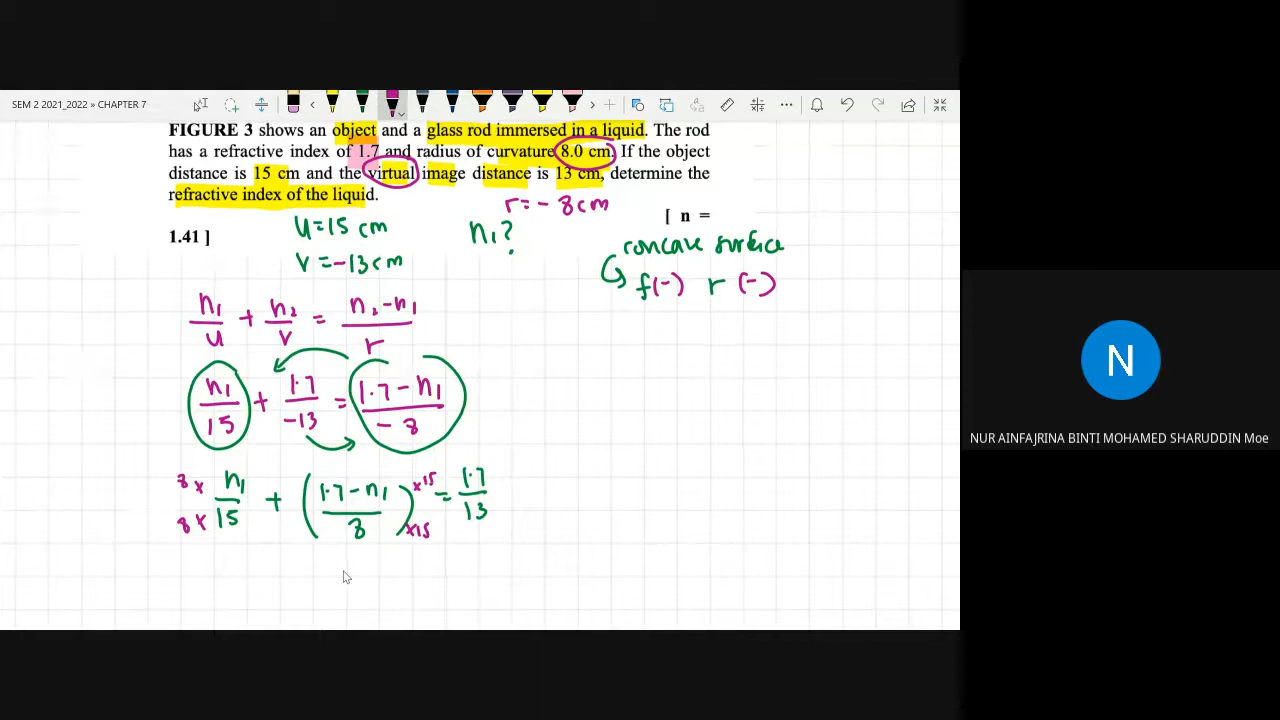 SEM 2 2021_2022 » CHAPTER 7
FIGURE 3 shows an object and a glass rod immersed in a liquid. The rod
has a refractive index of 1.7 and radius of curvature 8.0 cm. If the object
distance is 15 cm and the virtual image distance is 13 cm, determine the
refractive index of the liquid.
r = - 8cm
[ n =
1.41 ]
u = 15 cm
n₁?
concave surface
v = -13 cm
f (-) r (-)
n₁/u + n₂/v = n₂ - n₁/r
n₁/15 + 1.7/-13 = 1.7 - n₁/- 8
8 x n₁/8 x 15 + (1.7 - n₁/8) x15/x15 = 1.7/13
N
NUR AINFAJRINA BINTI MOHAMED SHARUDDIN Moe